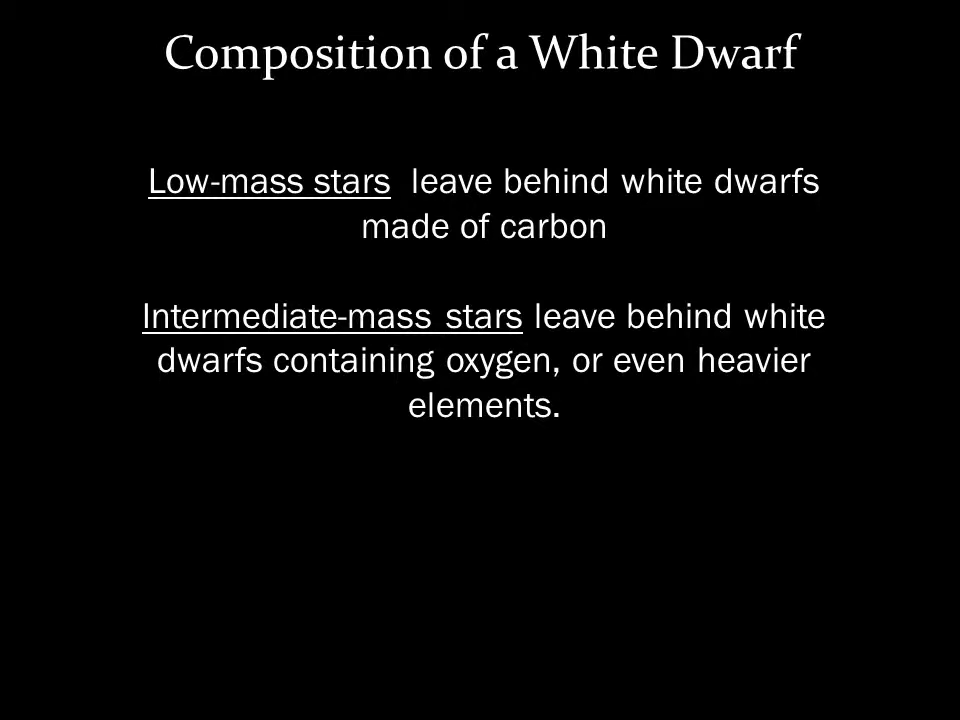 Composition of a White Dwarf
Low-mass stars  leave behind white dwarfs
made of carbon
Intermediate-mass stars leave behind white
dwarfs containing oxygen, or even heavier
elements.